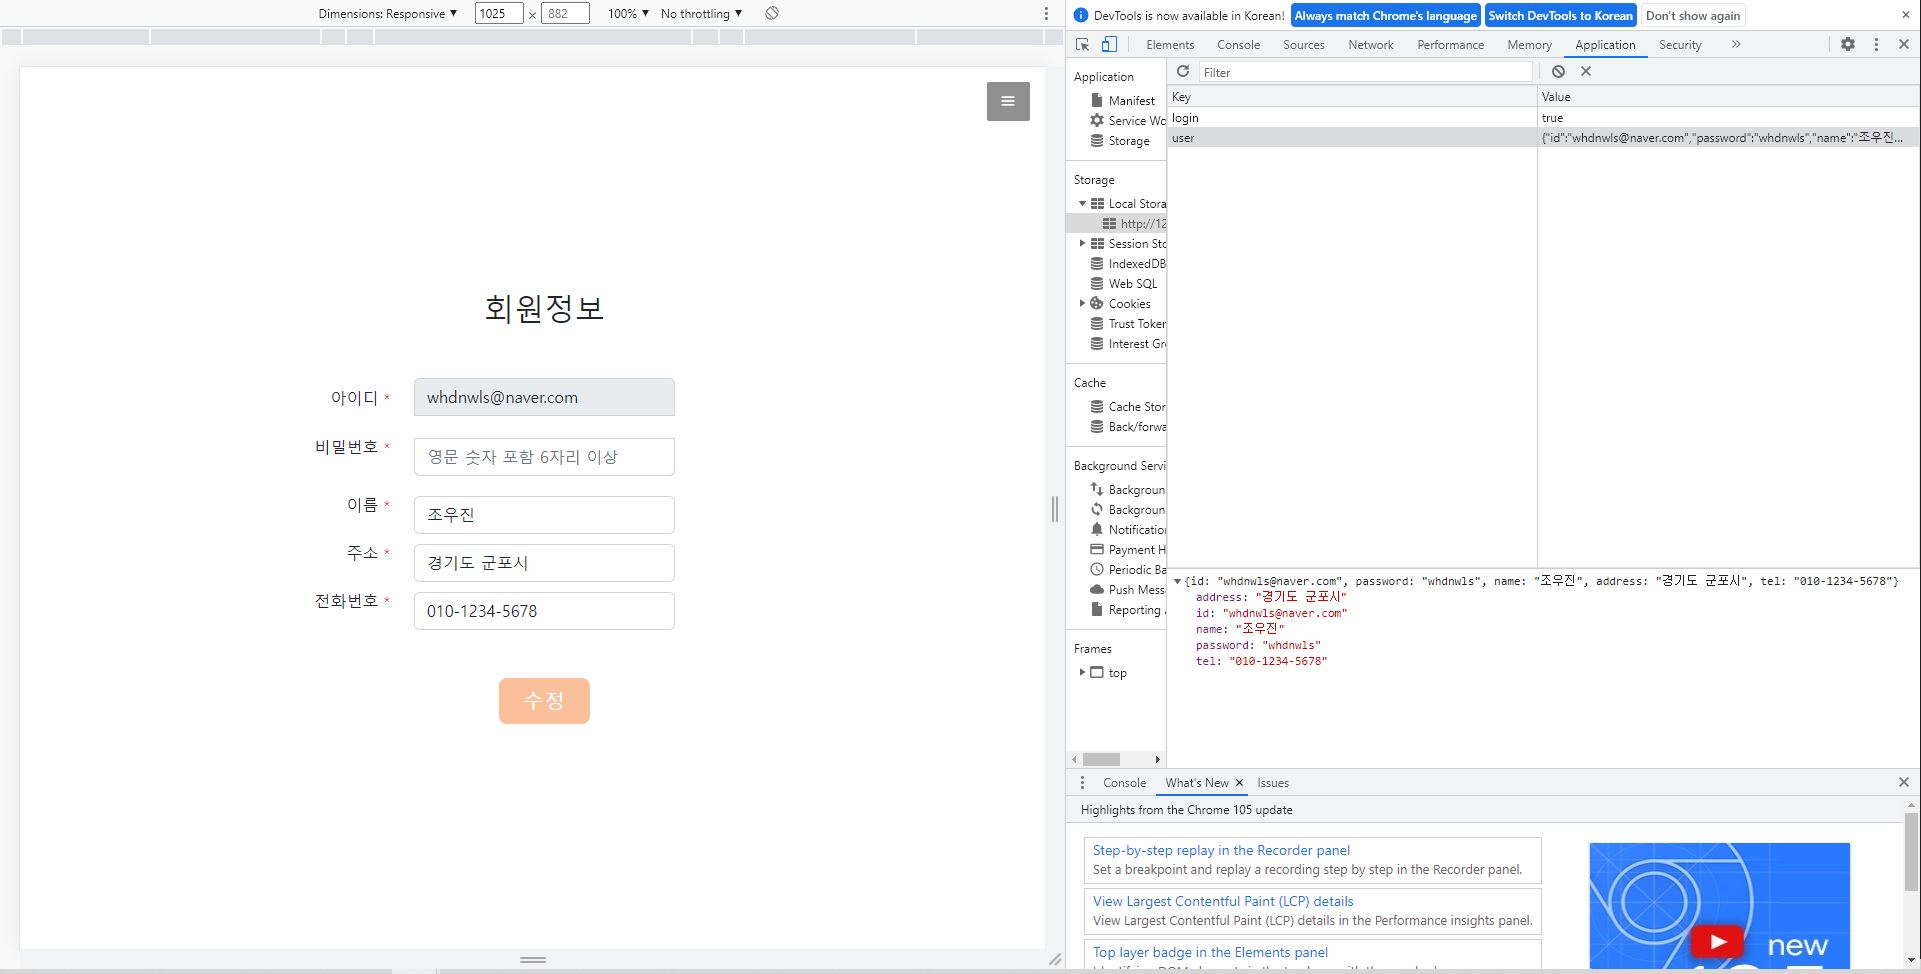 Dimensions: Responsive ▼ 1025 × 882 100% ▼ No throttling ▼
회원정보
아이디 * whdnwls@naver.com
비밀번호 * 영문 숫자 포함 6자리 이상
이름 * 조우진
주소 * 경기도 군포시
전화번호 * 010-1234-5678
수정
DevTools is now available in Korean! Always match Chrome's language Switch DevTools to Korean Don't show again
Elements Console Sources Network Performance Memory Application Security
Application
Manifest
Service Wo
Storage
Storage
Local Stora
http://12
Session Sto
IndexedDB
Web SQL
Cookies
Trust Token
Interest Gr
Cache
Cache Stor
Back/forwa
Background Servi
Backgroun
Backgroun
Notification
Payment H
Periodic Ba
Push Mess
Reporting
Frames
top
Filter
Key Value
login true
user {"id":"whdnwls@naver.com","password":"whdnwls","name":"조우진...
{id: "whdnwls@naver.com", password: "whdnwls", name: "조우진", address: "경기도 군포시", tel: "010-1234-5678"}
address: "경기도 군포시"
id: "whdnwls@naver.com"
name: "조우진"
password: "whdnwls"
tel: "010-1234-5678"
Console What's New Issues
Highlights from the Chrome 105 update
Step-by-step replay in the Recorder panel
Set a breakpoint and replay a recording step by step in the Recorder panel.
View Largest Contentful Paint (LCP) details
View Largest Contentful Paint (LCP) details in the Performance insights panel.
Top layer badge in the Elements panel
new